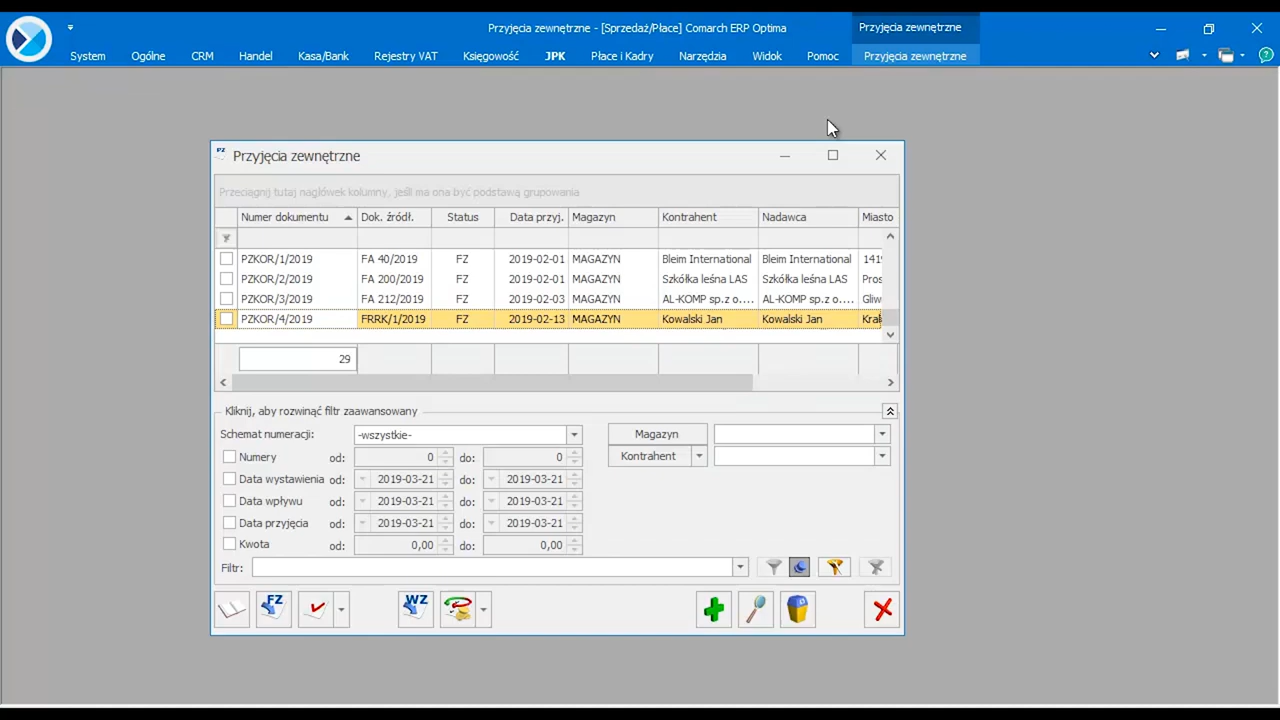 Przyjęcia zewnętrzne - [Sprzedaż/Płace] Comarch ERP Optima
Przyjęcia zewnętrzne
System Ogólne CRM Handel Kasa/Bank Rejestry VAT Księgowość JPK Płace i Kadry Narzędzia Widok Pomoc Przyjęcia zewnętrzne
PZ Przyjęcia zewnętrzne
Przeciągnij tutaj nagłówek kolumny, jeśli ma ona być podstawą grupowania
Numer dokumentu Dok. źródł. Status Data przyj. Magazyn Kontrahent Nadawca Miasto
PZKOR/1/2019 FA 40/2019 FZ 2019-02-01 MAGAZYN Bleim International Bleim International 141
PZKOR/2/2019 FA 200/2019 FZ 2019-02-01 MAGAZYN Szkółka leśna LAS Szkółka leśna LAS Pros
PZKOR/3/2019 FA 212/2019 FZ 2019-02-03 MAGAZYN AL-KOMP sp.z o.... AL-KOMP sp.z o.... Gliw
PZKOR/4/2019 FRRK/1/2019 FZ 2019-02-13 MAGAZYN Kowalski Jan Kowalski Jan Krak
29
Kliknij, aby rozwinąć filtr zaawansowany
Schemat numeracji: -wszystkie- Magazyn
Numery od: 0 do: 0 Kontrahent
Data wystawienia od: 2019-03-21 do: 2019-03-21
Data wpływu od: 2019-03-21 do: 2019-03-21
Data przyjęcia od: 2019-03-21 do: 2019-03-21
Kwota od: 0,00 do: 0,00
Filtr:
FZ WZ